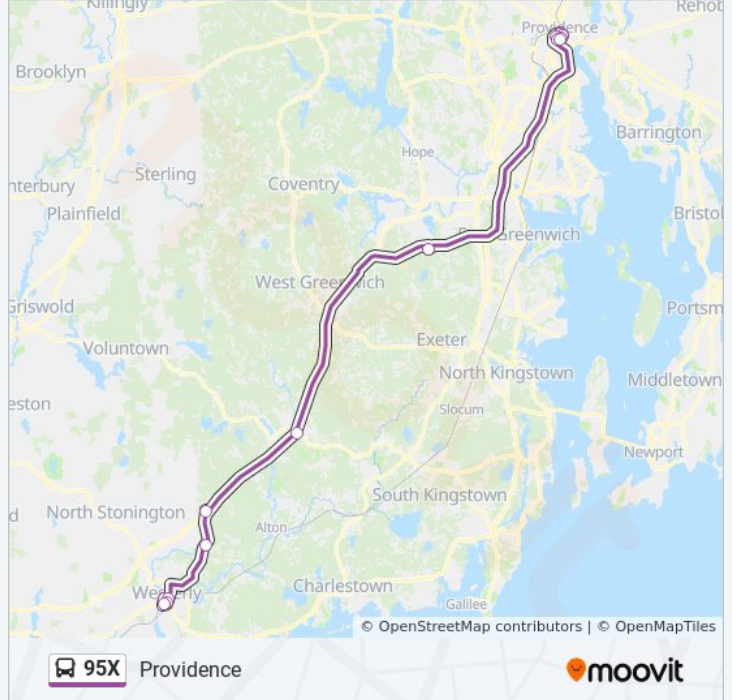 Killingly
Rehob
Providence
Brooklyn
Barrington
Hope
Sterling
Coventry
nterbury
Plainfield
Bristol
Greenwich
West Greenwich
Griswold
Portsm
Exeter
Voluntown
North Kingstown
Middletown
eston
Slocum
Newport
South Kingstown
North Stonington
d
Alton
Charlestown
Westerly
Galilee
© OpenStreetMap contributors | © OpenMapTiles
95X Providence
moovit